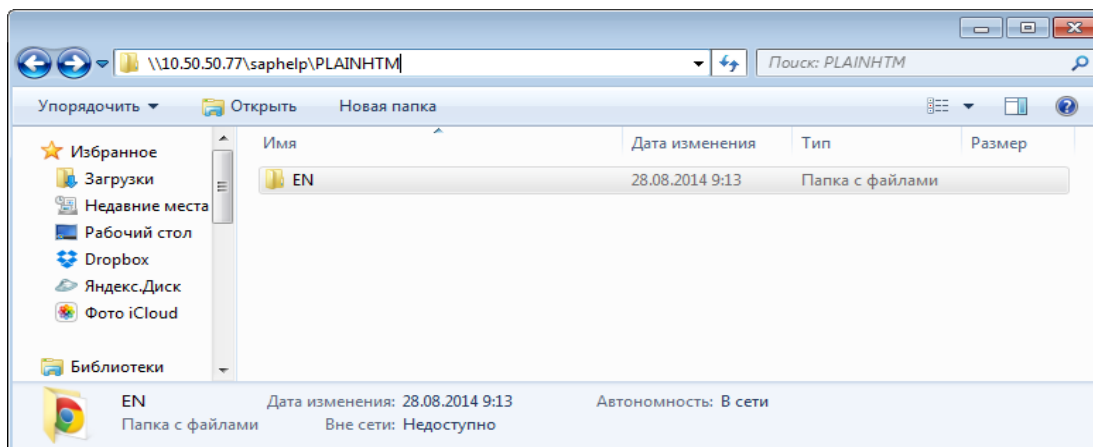 \\10.50.50.77\saphelp\PLAINHTM
Поиск: PLAINHTM
Упорядочить Открыть Новая папка
Имя Дата изменения Тип Размер
EN 28.08.2014 9:13 Папка с файлами
Избранное
Загрузки
Недавние места
Рабочий стол
Dropbox
Яндекс.Диск
Фото iCloud
Библиотеки
EN Дата изменения: 28.08.2014 9:13 Автономность: В сети
Папка с файлами Вне сети: Недоступно